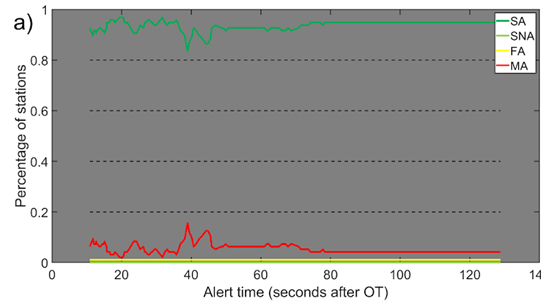 a)
1
0.8
0.6
0.4
0.2
0
0 20 40 60 80 100 120 140
Percentage of stations
Alert time (seconds after OT)
SA
SNA
FA
MA